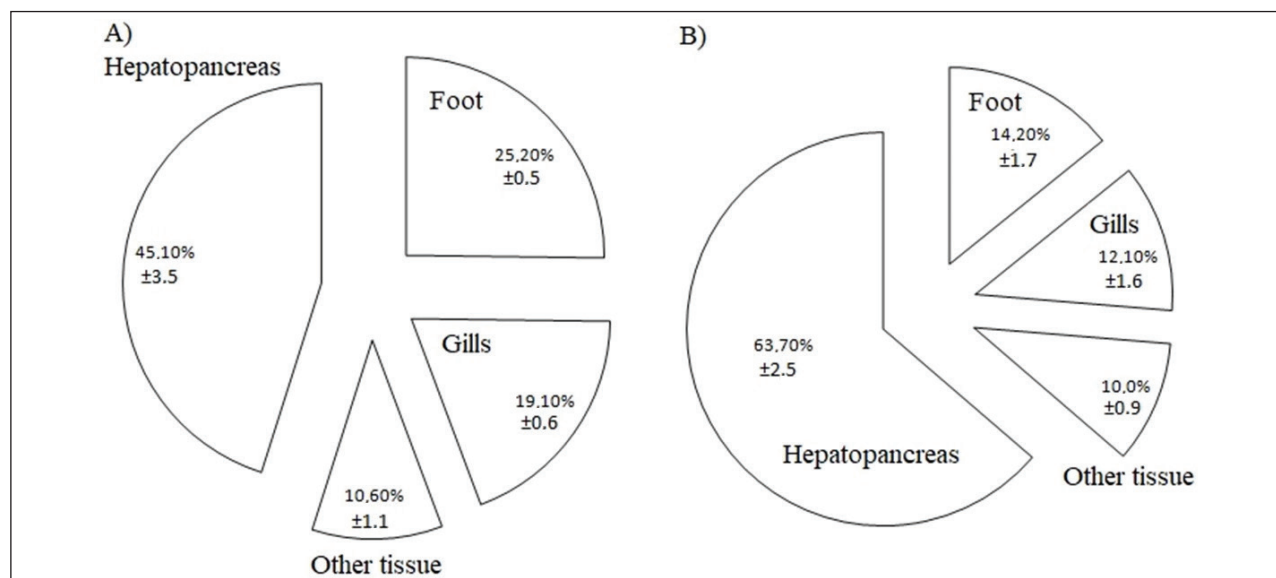 A)
Hepatopancreas
Foot
25,20%
±0.5
45,10%
±3.5
Gills
19,10%
±0.6
10,60%
±1.1
Other tissue
B)
Foot
14,20%
±1.7
Gills
12,10%
±1.6
63,70%
±2.5
10,0%
±0.9
Hepatopancreas
Other tissue